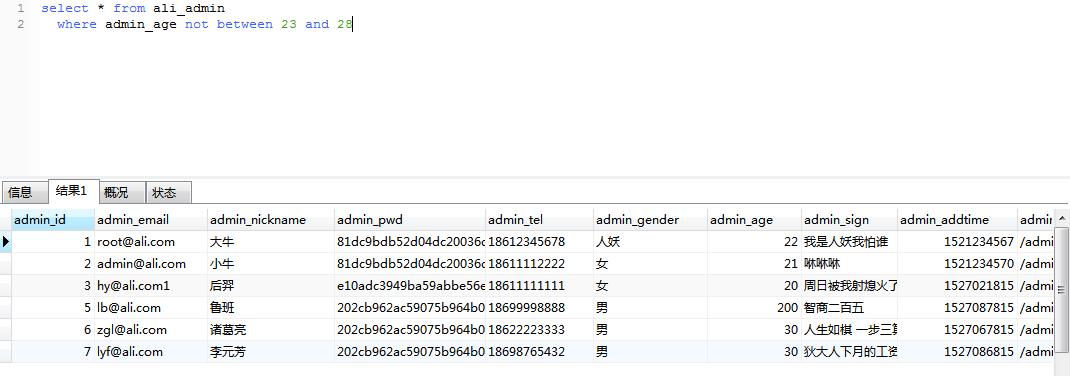 1 select * from ali_admin
2 where admin_age not between 23 and 28
信息 结果1 概况 状态
admin_id admin_email admin_nickname admin_pwd admin_tel admin_gender admin_age admin_sign admin_addtime admin
1 root@ali.com 大牛 81dc9bdb52d04dc20036d 18612345678 人妖 22 我是人妖我怕谁 1521234567 /admi
2 admin@ali.com 小牛 81dc9bdb52d04dc20036d 18611112222 女 21 咻咻咻 1521234570 /admi
3 hy@ali.com1 后羿 e10adc3949ba59abbe56e 18611111111 女 20 周日被我射熄火了 1527021815 /admi
5 lb@ali.com 鲁班 202cb962ac59075b964b0 18699998888 男 200 智商二百五 1527087815 /admi
6 zgl@ali.com 诸葛亮 202cb962ac59075b964b0 18622223333 男 30 人生如棋 一步三算 1527067815 /admi
7 lyf@ali.com 李元芳 202cb962ac59075b964b0 18698765432 男 30 狄大人下月的工资 1527086815 /admi